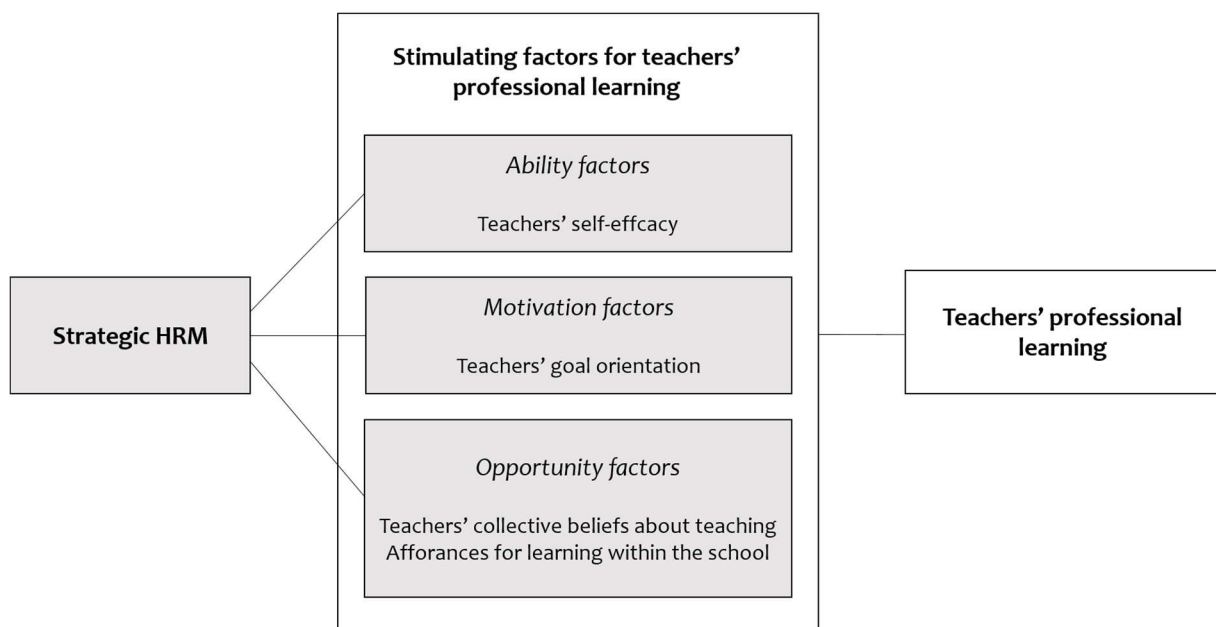 Stimulating factors for teachers’
professional learning
Ability factors
Teachers’ self-effcacy
Strategic HRM
Motivation factors
Teachers’ goal orientation
Opportunity factors
Teachers’ collective beliefs about teaching
Afforances for learning within the school
Teachers’ professional
learning